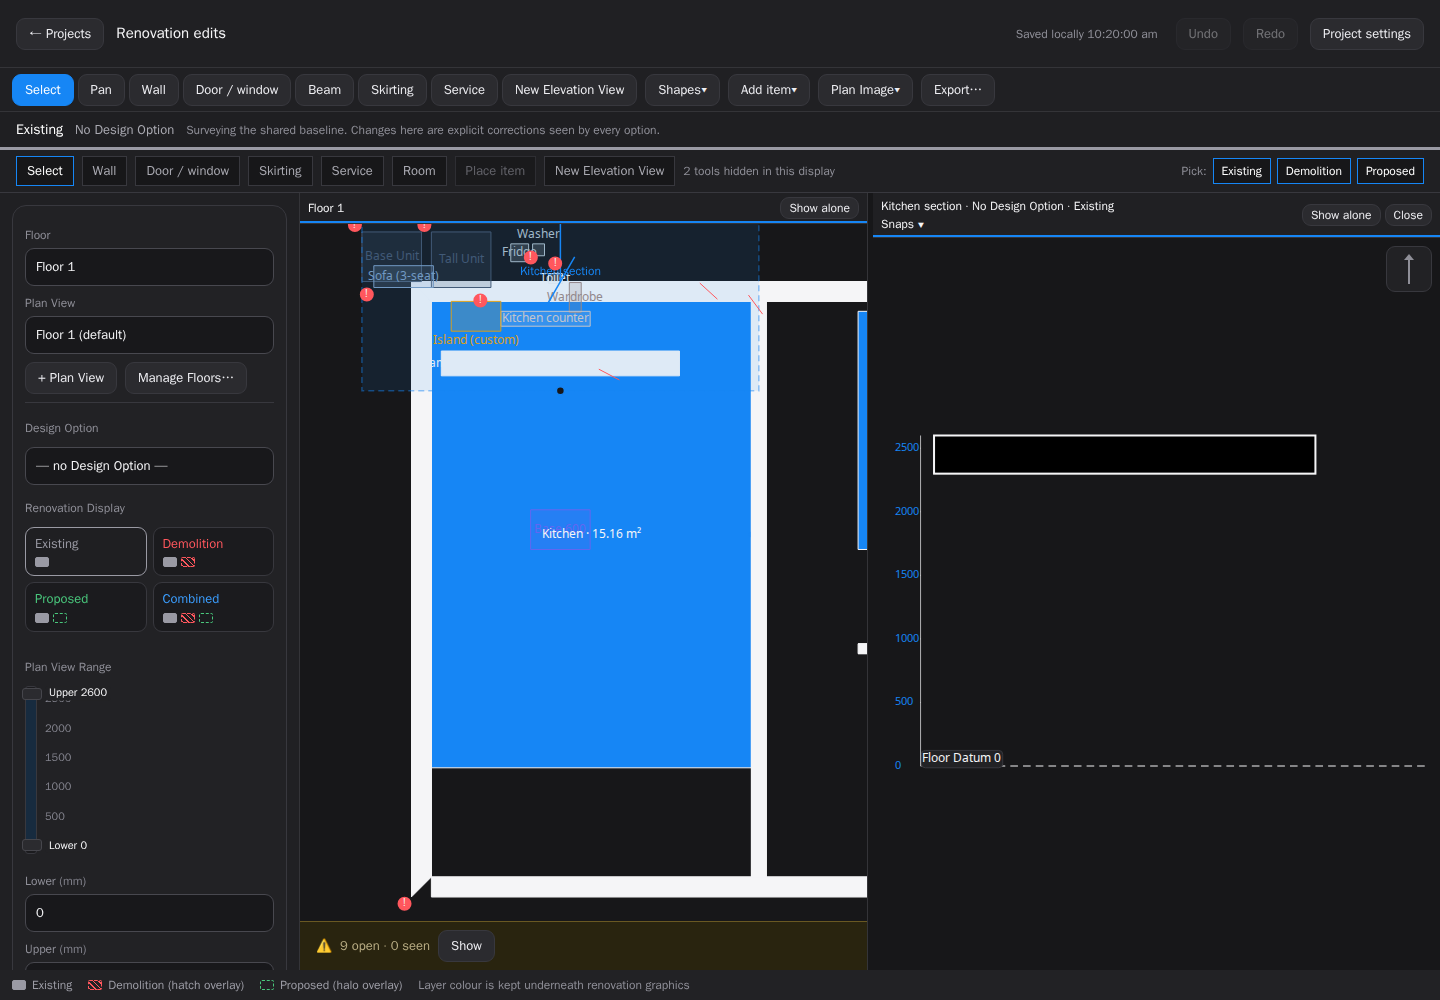 ← Projects
Renovation edits
Saved locally 10:20:00 am
Undo
Redo
Project settings
Select
Pan
Wall
Door / window
Beam
Skirting
Service
New Elevation View
Shapes▾
Add item▾
Plan Image▾
Export⋯
Existing
No Design Option
Surveying the shared baseline. Changes here are explicit corrections seen by every option.
Select
Wall
Door / window
Skirting
Service
Room
Place item
New Elevation View
2 tools hidden in this display
Pick:
Existing
Demolition
Proposed
Floor
Floor 1
Plan View
Floor 1 (default)
+ Plan View
Manage Floors⋯
Design Option
— no Design Option —
Renovation Display
Existing
Demolition
Proposed
Combined
Plan View Range
Upper 2600
2000
1500
1000
500
Lower 0
Lower (mm)
0
Upper (mm)
Floor 1
Show alone
Washer
Base Unit
Tall Unit
Fridge
Sofa (3-seat)
Kitchen section
Toilet
Wardrobe
Kitchen counter
Island (custom)
Kitchen · 15.16 m²
⚠️ 9 open · 0 seen
Show
Kitchen section · No Design Option · Existing
Snaps ▾
Show alone
Close
2500
2000
1500
1000
500
0
Floor Datum 0
Existing
Demolition (hatch overlay)
Proposed (halo overlay)
Layer colour is kept underneath renovation graphics